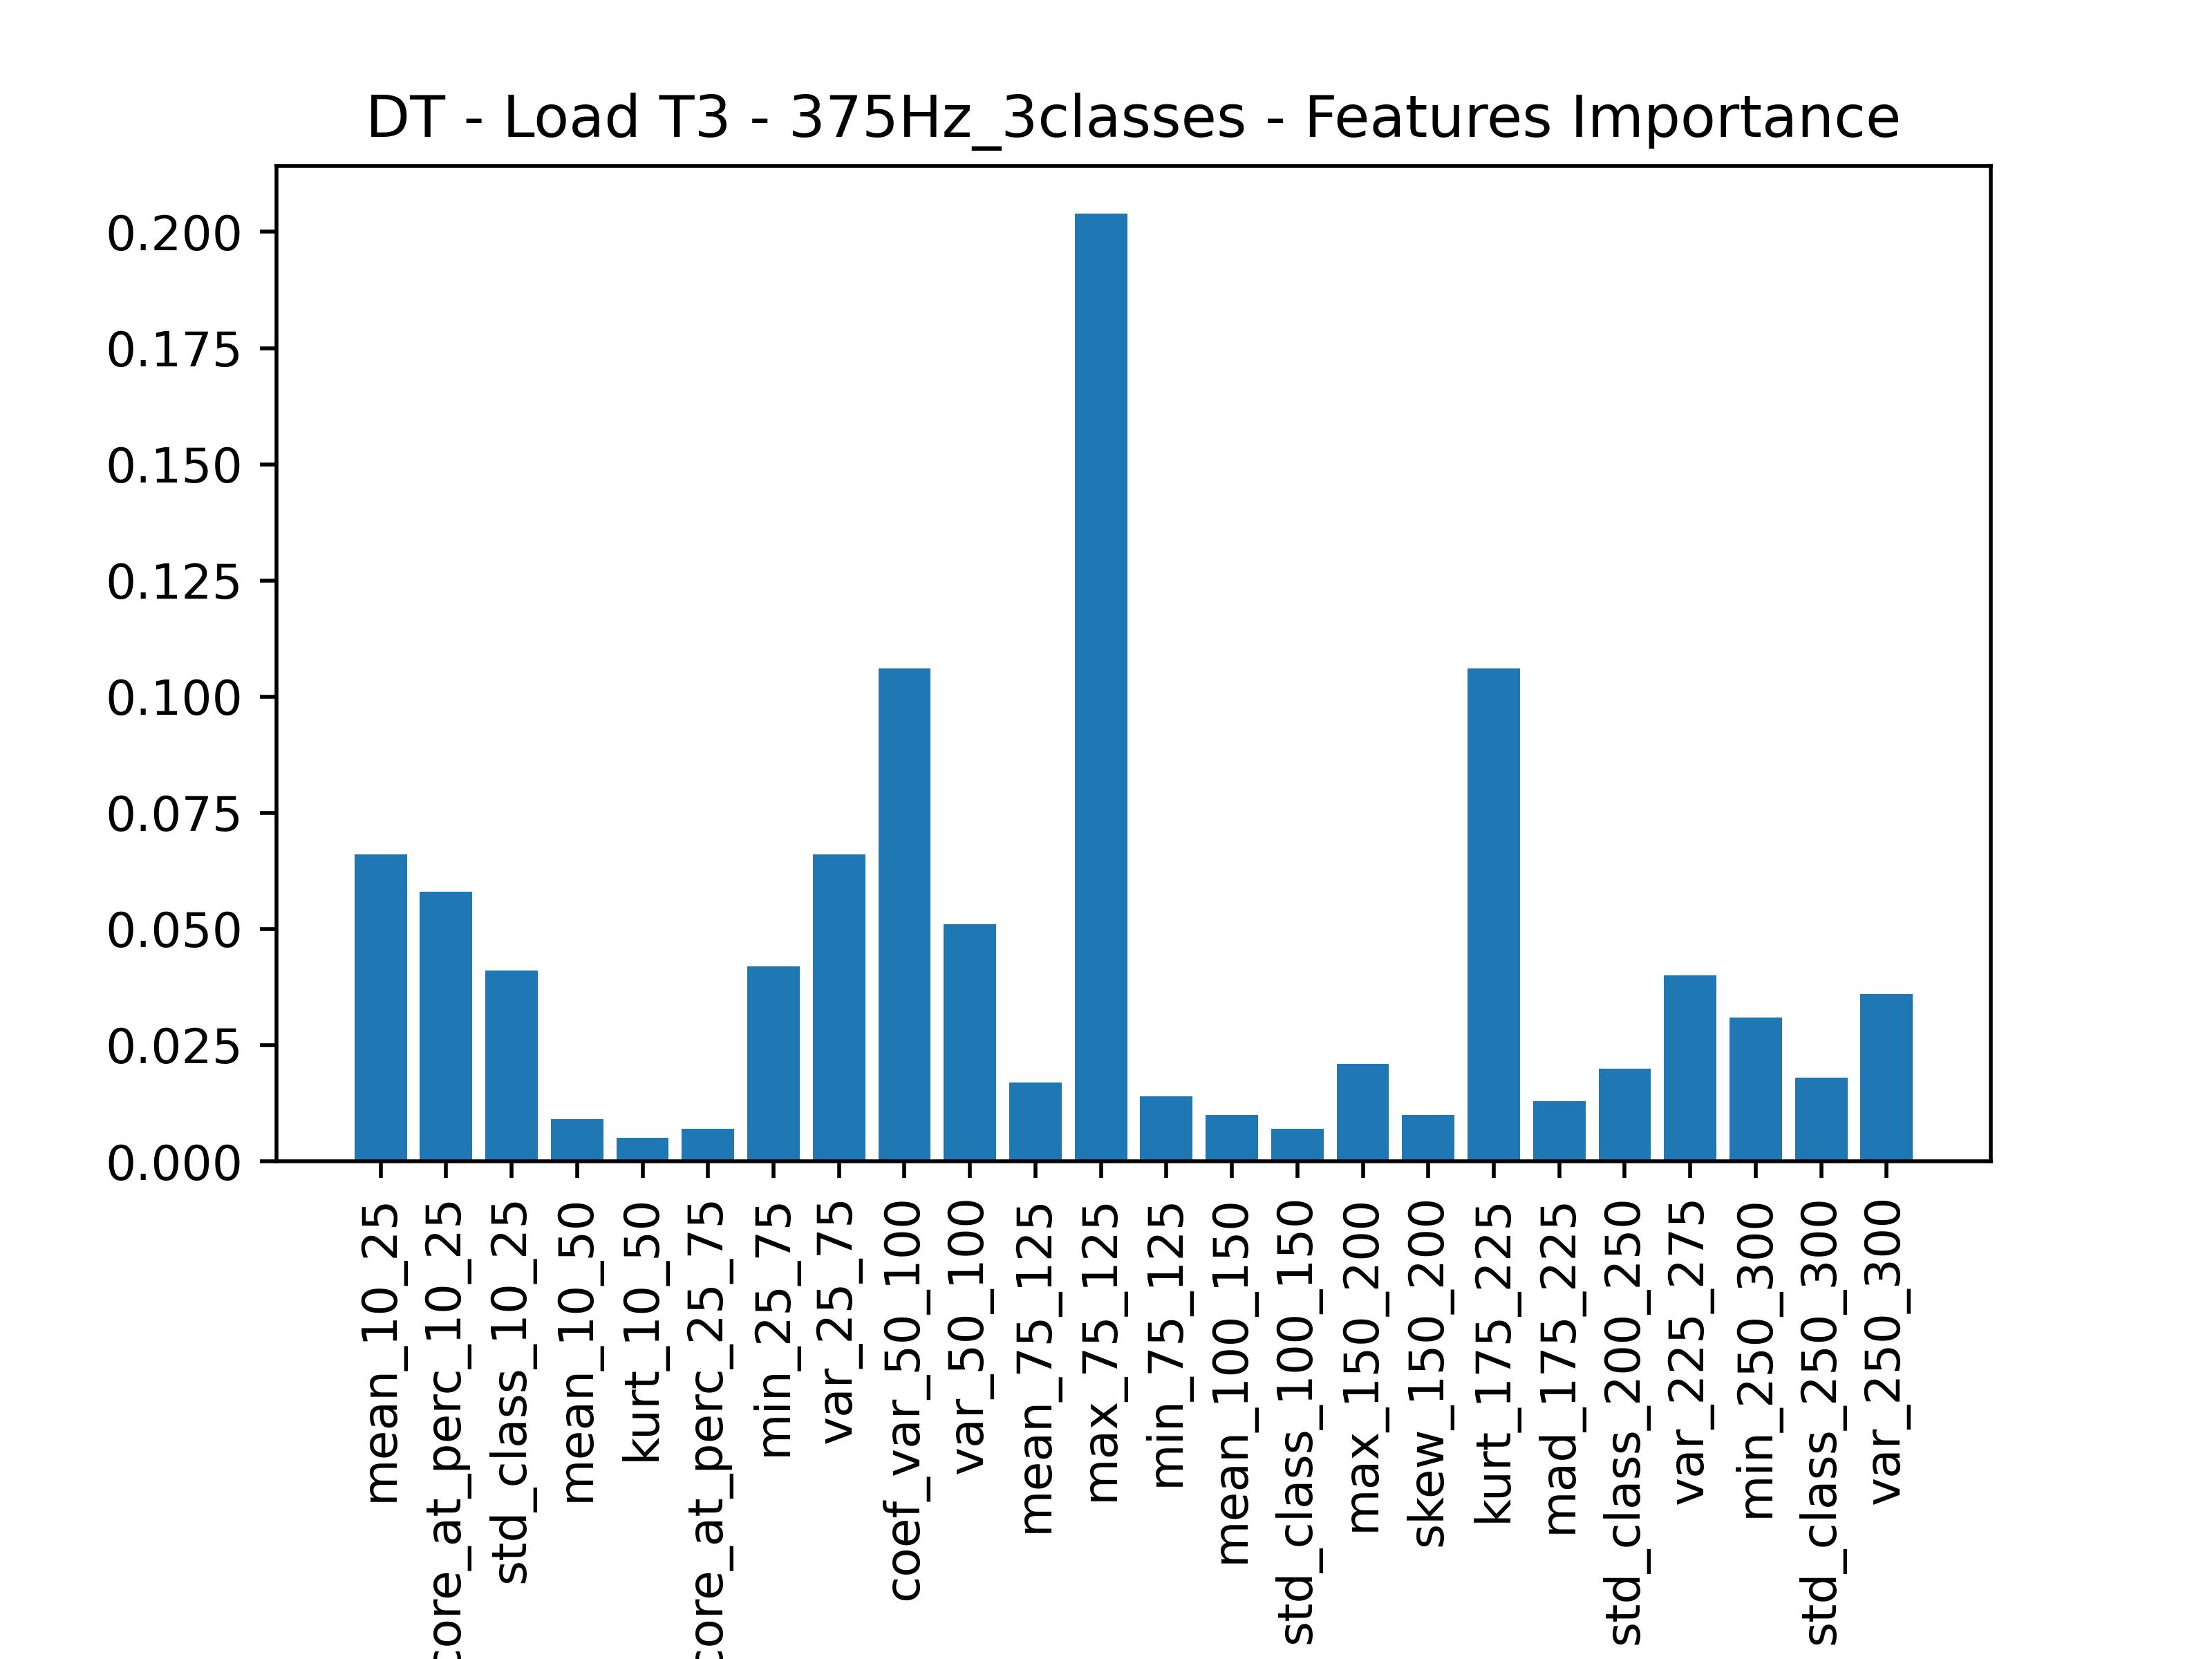 DT - Load T3 - 375Hz_3classes - Features Importance
0.200
0.175
0.150
0.125
0.100
0.075
0.050
0.025
0.000
mean_10_25
core_at_perc_10_25
std_class_10_25
mean_10_50
kurt_10_50
core_at_perc_25_75
min_25_75
var_25_75
coef_var_50_100
var_50_100
mean_75_125
max_75_125
min_75_125
mean_100_150
std_class_100_150
max_150_200
skew_150_200
kurt_175_225
mad_175_225
std_class_200_250
var_225_275
min_250_300
std_class_250_300
var_250_300